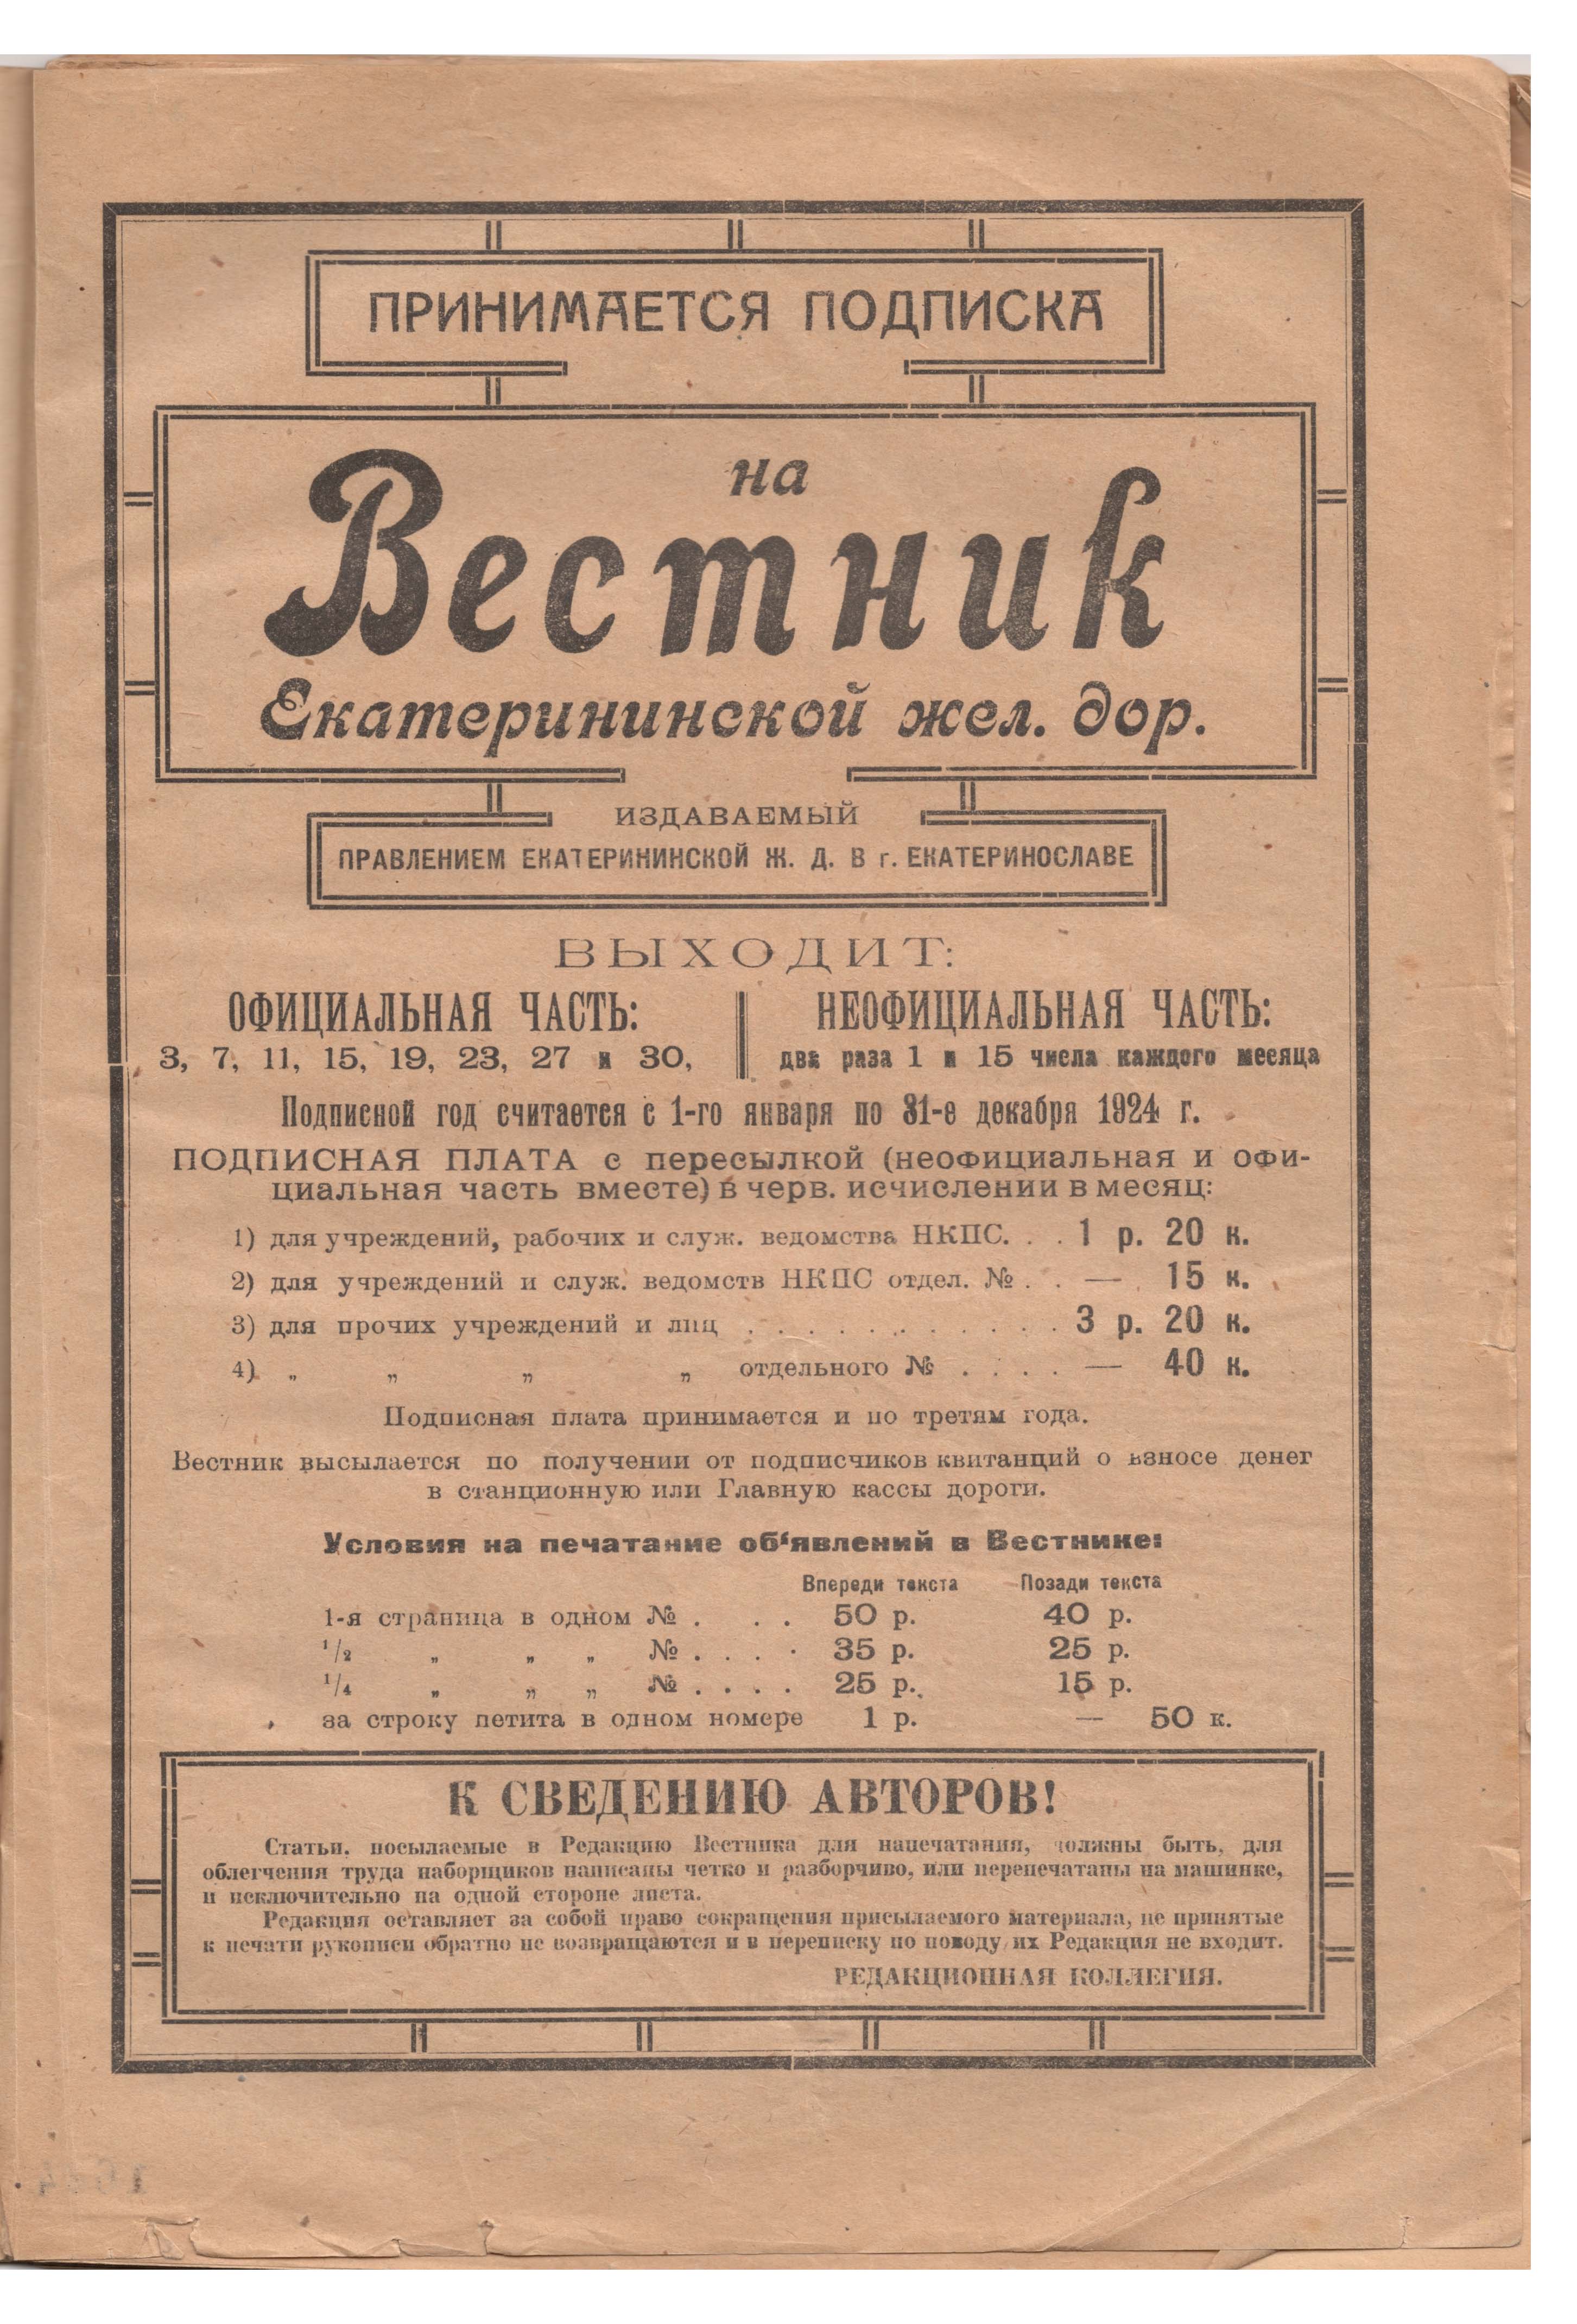 ПРИНИМАЕТСЯ ПОДПИСКА
на
Вестник
Екатерининской жел. дор.
ИЗДАВАЕМЫЙ
ПРАВЛЕНИЕМ ЕКАТЕРИНИНСКОЙ Ж. Д. В г. ЕКАТЕРИНОСЛАВЕ
ВЫХОДИТ:
ОФИЦИАЛЬНАЯ ЧАСТЬ:
3, 7, 11, 15, 19, 23, 27 и 30,
НЕОФИЦИАЛЬНАЯ ЧАСТЬ:
два раза 1 и 15 числа каждого месяца
Подписной год считается с 1-го января по 31-е декабря 1924 г.
ПОДПИСНАЯ ПЛАТА с пересылкой (неофициальная и офи-
циальная часть вместе) в черв. исчислении в месяц:
1) для учреждений, рабочих и служ. ведомства НКПС. . . 1 р. 20 к.
2) для учреждений и служ. ведомств НКПС отдел. № . . — 15 к.
3) для прочих учреждений и лиц . . . . . . . . . . . . 3 р. 20 к.
4) „ „ „ „ отдельного № . . . . — 40 к.
Подписная плата принимается и по третям года.
Вестник высылается по получении от подписчиков квитанций о взносе денег
в станционную или Главную кассы дороги.
Условия на печатание об‘явлений в Вестнике:
Впереди текста Позади текста
1-я страница в одном № . . . 50 р. 40 р.
1/2 „ „ „ № . . . . 35 р. 25 р.
1/4 „ „ „ № . . . . 25 р. 15 р.
за строку петита в одном номере 1 р. — 50 к.
К СВЕДЕНИЮ АВТОРОВ!
Статьи, посылаемые в Редакцию Вестника для напечатания, должны быть, для
облегчения труда наборщиков написаны четко и разборчиво, или перепечатаны на машинке,
и исключительно на одной стороне листа.
Редакция оставляет за собой право сокращения присылаемого материала, не принятые
к печати рукописи обратно не возвращаются и в переписку по поводу их Редакция не входит.
РЕДАКЦИОННАЯ КОЛЛЕГИЯ.